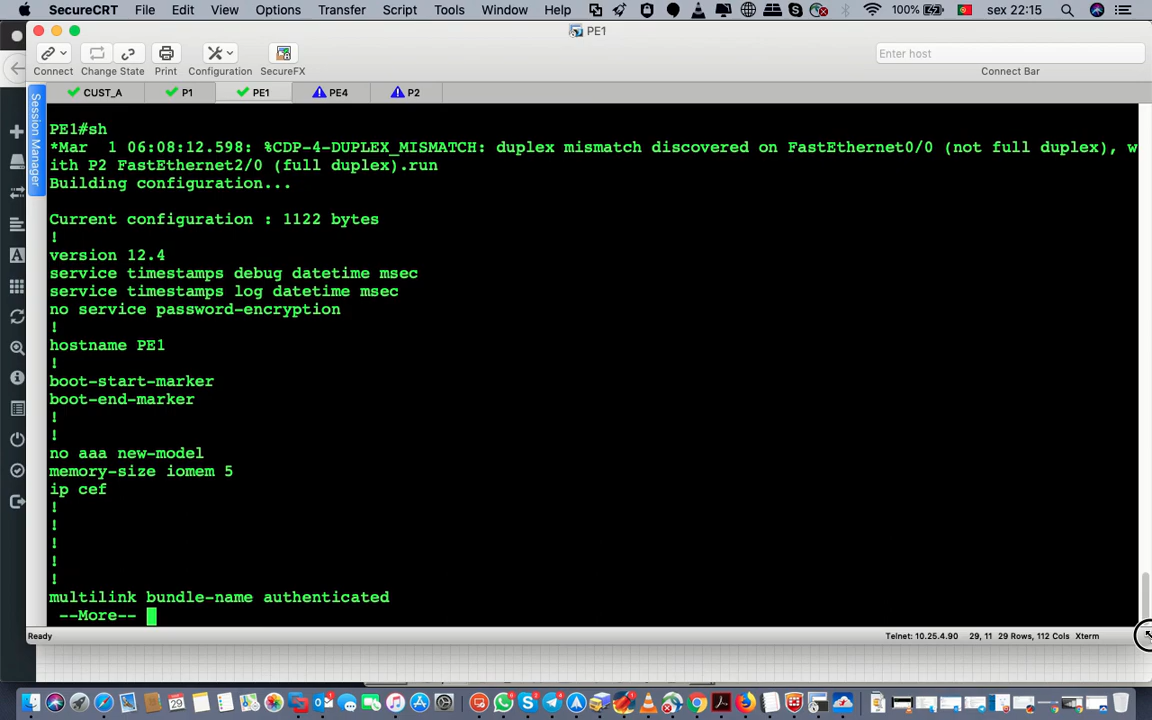 SecureCRT File Edit View Options Transfer Script Tools Window Help 100% sex 22:15
PE1
Connect Change State Print Configuration SecureFX
Enter host
Connect Bar
CUST_A P1 PE1 PE4 P2
Session Manager
PE1#sh
*Mar  1 06:08:12.598: %CDP-4-DUPLEX_MISMATCH: duplex mismatch discovered on FastEthernet0/0 (not full duplex), w
ith P2 FastEthernet2/0 (full duplex).run
Building configuration...
Current configuration : 1122 bytes
!
version 12.4
service timestamps debug datetime msec
service timestamps log datetime msec
no service password-encryption
!
hostname PE1
!
boot-start-marker
boot-end-marker
!
!
no aaa new-model
memory-size iomem 5
ip cef
!
!
!
!
!
multilink bundle-name authenticated
--More--
Ready Telnet: 10.25.4.90 29, 11 29 Rows, 112 Cols Xterm